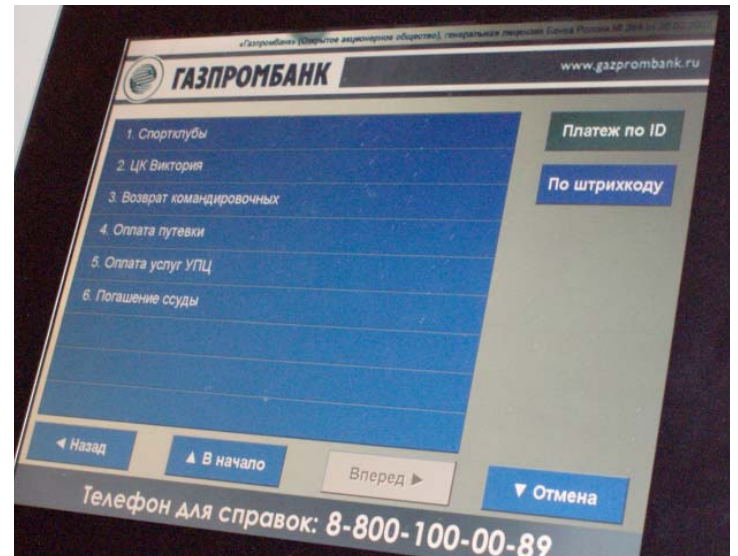 «Газпромбанк» (Открытое акционерное общество), генеральная лицензия Банка России №
ГАЗПРОМБАНК
www.gazprombank.ru
1. Спортклубы
2. ЦК Виктория
3. Возврат командировочных
4. Оплата путевки
5. Оплата услуг УПЦ
6. Погашение ссуды
Платеж по ID
По штрихкоду
◄ Назад
▲ В начало
Вперед ►
▼ Отмена
Телефон для справок: 8-800-100-00-89